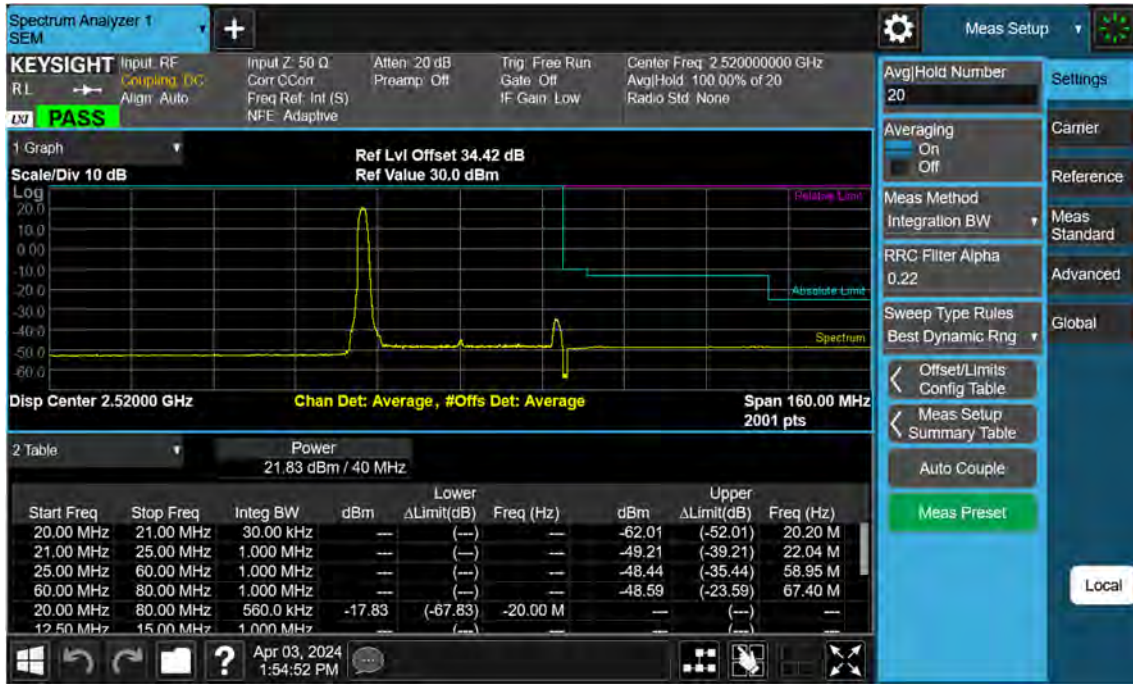 Spectrum Analyzer 1
SEM
+
Meas Setup
KEYSIGHT
RL
LXI
PASS
Input: RF
Coupling: DC
Align: Auto
Input Z: 50 Ω
Corr CCorr
Freq Ref: Int (S)
NFE: Adaptive
Atten: 20 dB
Preamp: Off
Trig: Free Run
Gate: Off
IF Gain: Low
Center Freq: 2.520000000 GHz
Avg|Hold: 100.00% of 20
Radio Std: None
1 Graph
Scale/Div 10 dB
Ref Lvl Offset 34.42 dB
Ref Value 30.0 dBm
Log
20.0
10.0
0.00
-10.0
-20.0
-30.0
-40.0
-50.0
-60.0
Relative Limit
Absolute Limit
Spectrum
Disp Center 2.52000 GHz
Chan Det: Average, #Offs Det: Average
Span 160.00 MHz
2001 pts
2 Table
Power
21.83 dBm / 40 MHz
Lower Upper
Start Freq Stop Freq Integ BW dBm ΔLimit(dB) Freq (Hz) dBm ΔLimit(dB) Freq (Hz)
20.00 MHz 21.00 MHz 30.00 kHz --- (---) --- -62.01 (-52.01) 20.20 M
21.00 MHz 25.00 MHz 1.000 MHz --- (---) --- -49.21 (-39.21) 22.04 M
25.00 MHz 60.00 MHz 1.000 MHz --- (---) --- -48.44 (-35.44) 58.95 M
60.00 MHz 80.00 MHz 1.000 MHz --- (---) --- -48.59 (-23.59) 67.40 M
20.00 MHz 80.00 MHz 560.0 kHz -17.83 (-67.83) -20.00 M --- (---) ---
12.50 MHz 15.00 MHz 1.000 MHz --- (---) --- --- (---) ---
?
Apr 03, 2024
1:54:52 PM
Avg|Hold Number
20
Averaging
On
Off
Meas Method
Integration BW
RRC Filter Alpha
0.22
Sweep Type Rules
Best Dynamic Rng
Offset/Limits
Config Table
Meas Setup
Summary Table
Auto Couple
Meas Preset
Settings
Carrier
Reference
Meas
Standard
Advanced
Global
Local